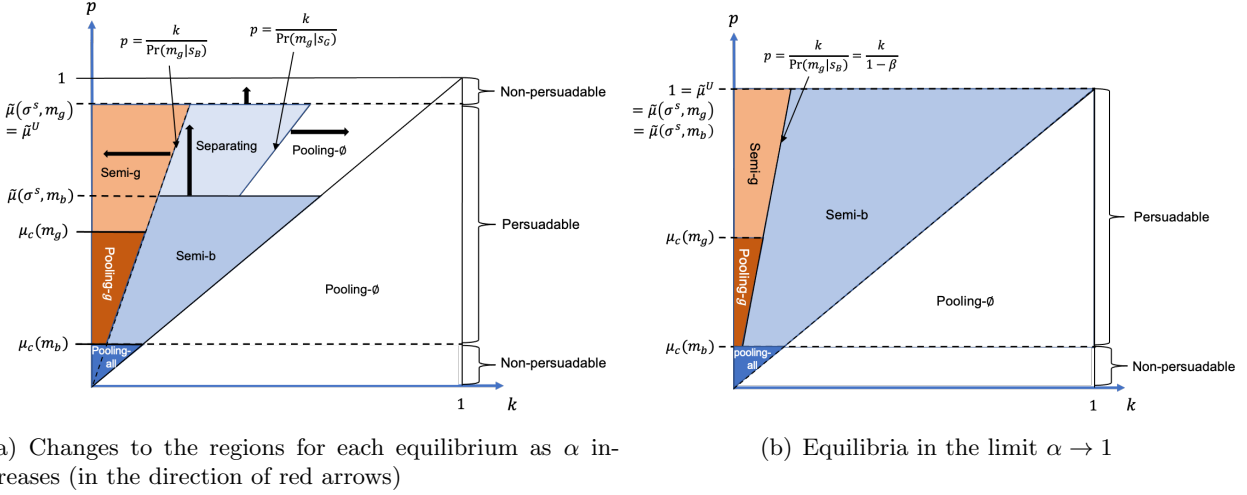 p
p = k / Pr(m_g|s_B)
p = k / Pr(m_g|s_G)
1
μ̃(σ^s, m_g)
= μ̃^U
μ̃(σ^s, m_b)
μ_c(m_g)
μ_c(m_b)
Semi-g
Separating
Pooling-∅
Pooling-g
Semi-b
Pooling-∅
Pooling-
all
Non-persuadable
Persuadable
Non-persuadable
1
k
a) Changes to the regions for each equilibrium as α in-
reases (in the direction of red arrows)
p
p = k / Pr(m_g|s_B) = k / 1 − β
1 = μ̃^U
= μ̃(σ^s, m_g)
= μ̃(σ^s, m_b)
μ_c(m_g)
μ_c(m_b)
Semi-g
Semi-b
Pooling-g
Pooling-∅
pooling-
all
Persuadable
Non-persuadable
1
k
(b) Equilibria in the limit α → 1